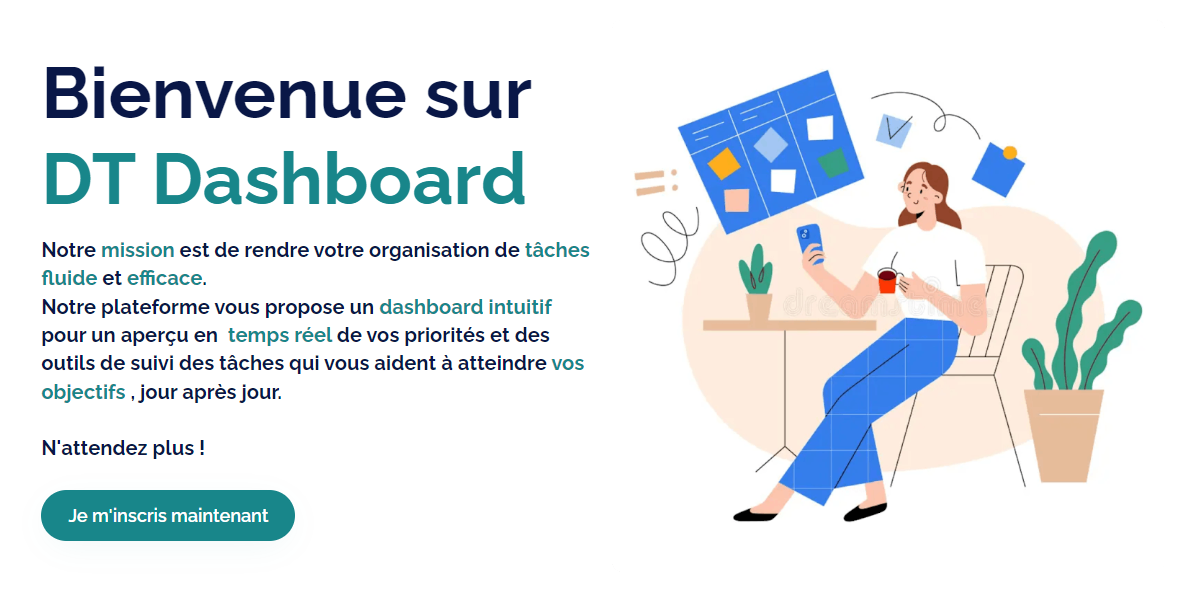 Bienvenue sur
DT Dashboard
Notre mission est de rendre votre organisation de tâches
fluide et efficace.
Notre plateforme vous propose un dashboard intuitif
pour un aperçu en temps réel de vos priorités et des
outils de suivi des tâches qui vous aident à atteindre vos
objectifs , jour après jour.
N'attendez plus !
Je m'inscris maintenant
dreamstime.